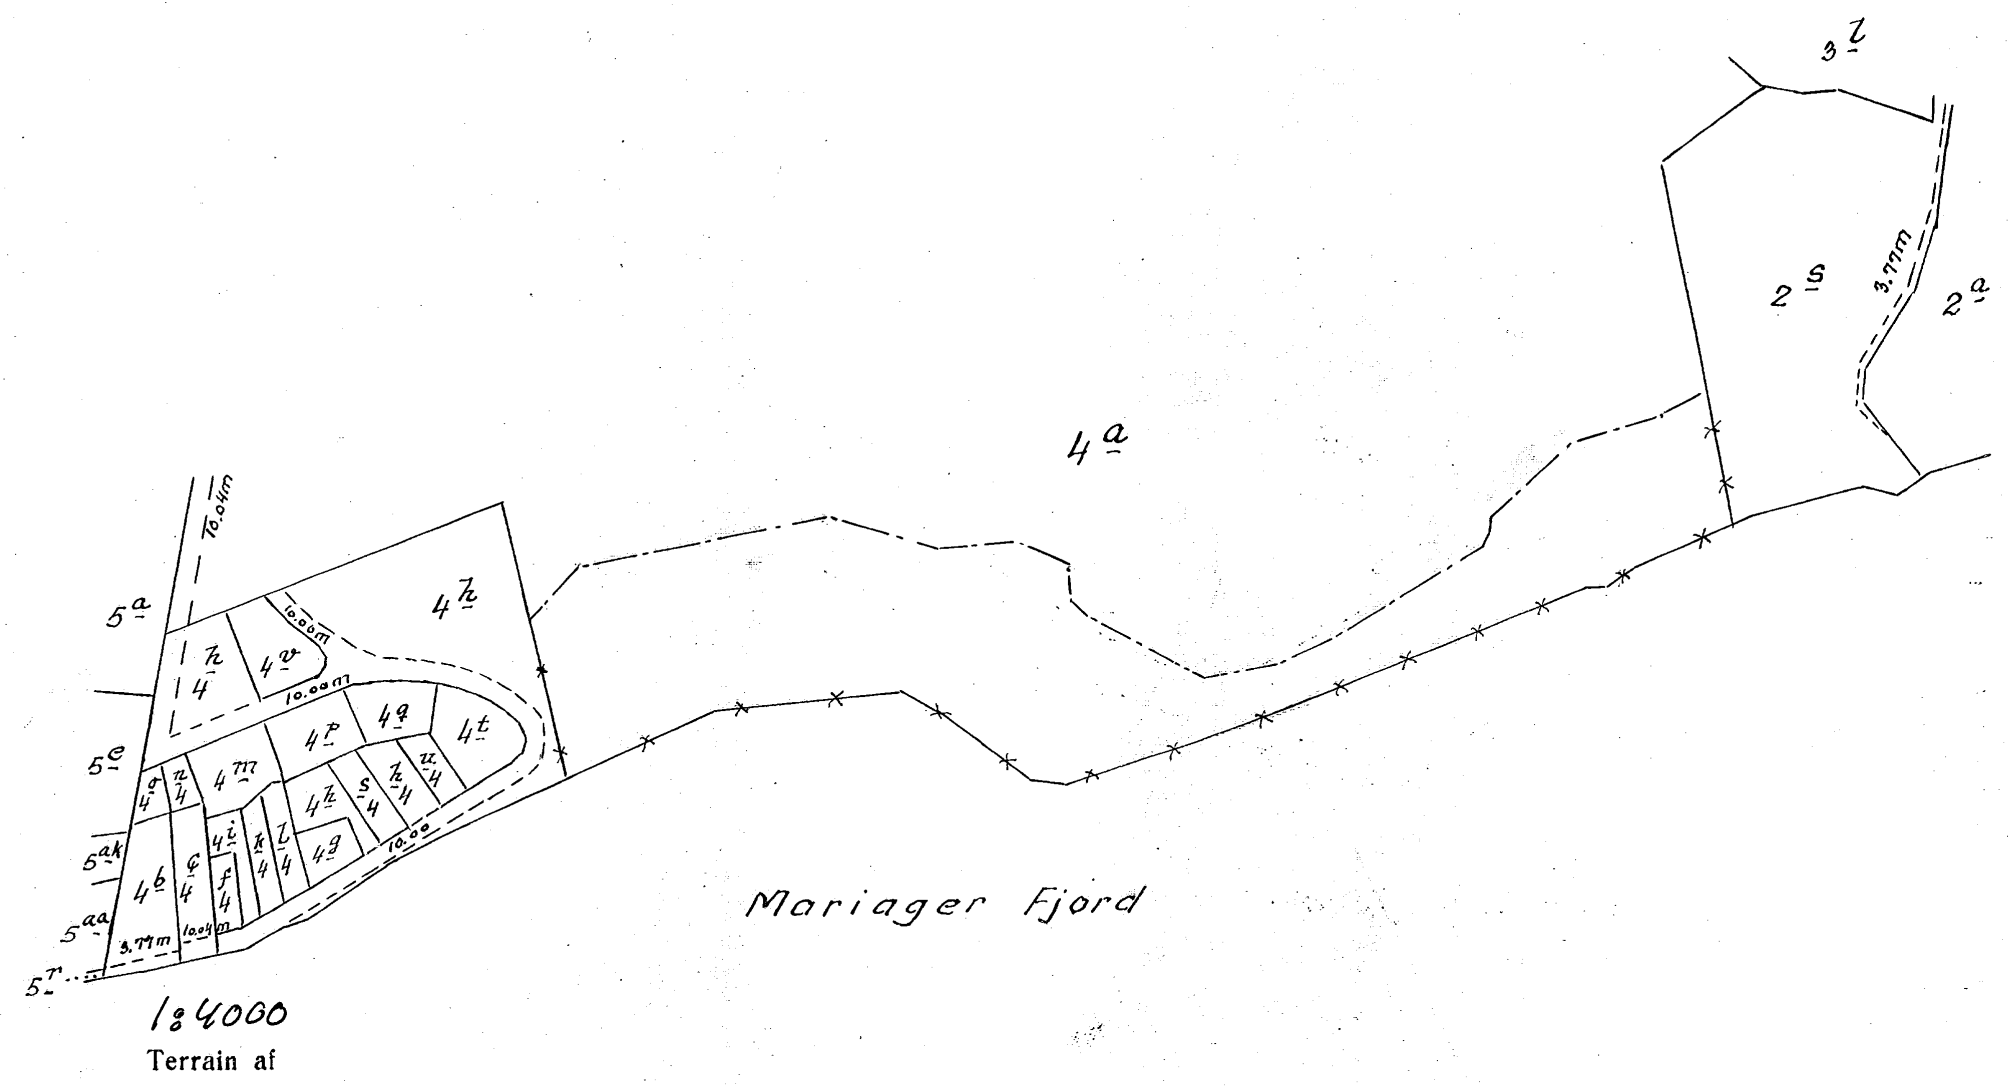 3 l
2 s
3.77m
2 a
4 a
10.04m
5 a
4 h
10.00m
4 h
4 v
10.00m
4 q
4 p
4 t
5 e
4 o
4 n
4 m
4 u
4 h
4 s
4 h
4 i
4 k
4 l
4 g
10.00
5 ak
4 b
4 c
4 f
5 aa
3.77m
10.04m
5 r
Mariager Fjord
1:4000
Terrain af